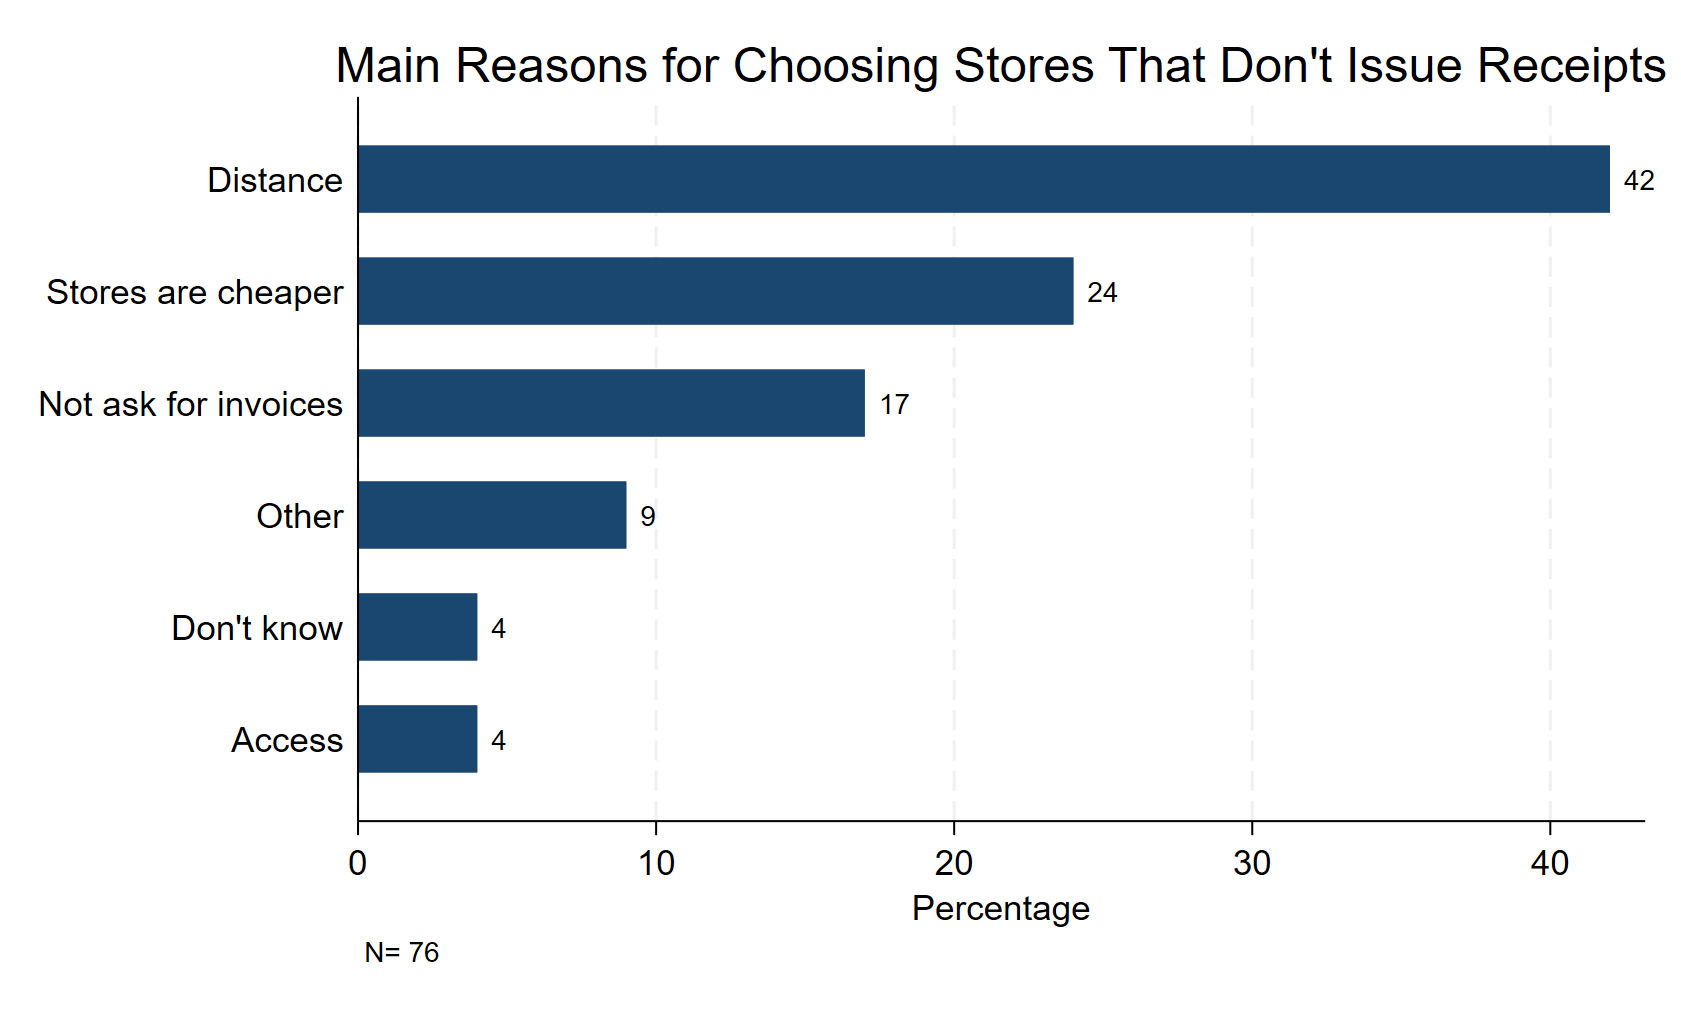 Main Reasons for Choosing Stores That Don't Issue Receipts
Distance
42
Stores are cheaper
24
Not ask for invoices
17
Other
9
Don't know
4
Access
4
0 10 20 30 40
Percentage
N= 76